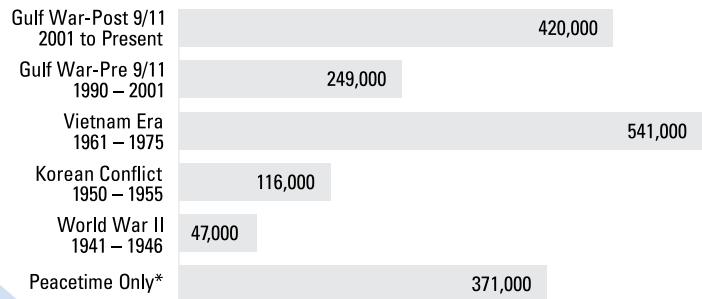 Gulf War-Post 9/11
2001 to Present
420,000
Gulf War-Pre 9/11
1990 – 2001
249,000
Vietnam Era
1961 – 1975
541,000
Korean Conflict
1950 – 1955
116,000
World War II
1941 – 1946
47,000
Peacetime Only*
371,000